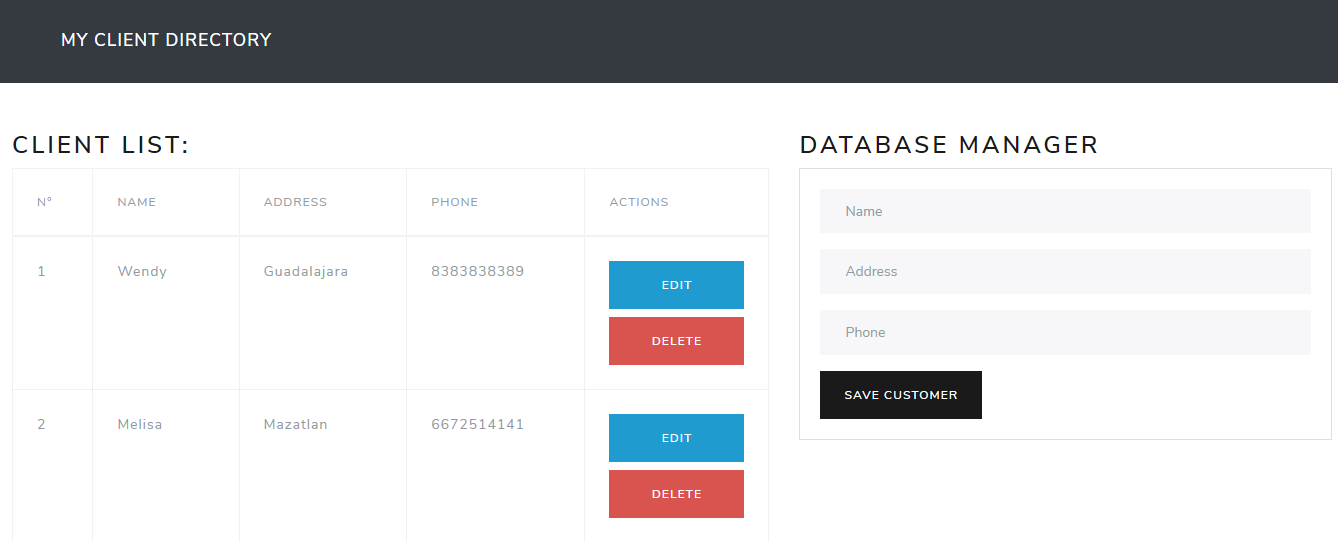 MY CLIENT DIRECTORY
CLIENT LIST:
N° NAME ADDRESS PHONE ACTIONS
1 Wendy Guadalajara 8383838389 EDIT
DELETE
2 Melisa Mazatlan 6672514141 EDIT
DELETE
DATABASE MANAGER
Name
Address
Phone
SAVE CUSTOMER